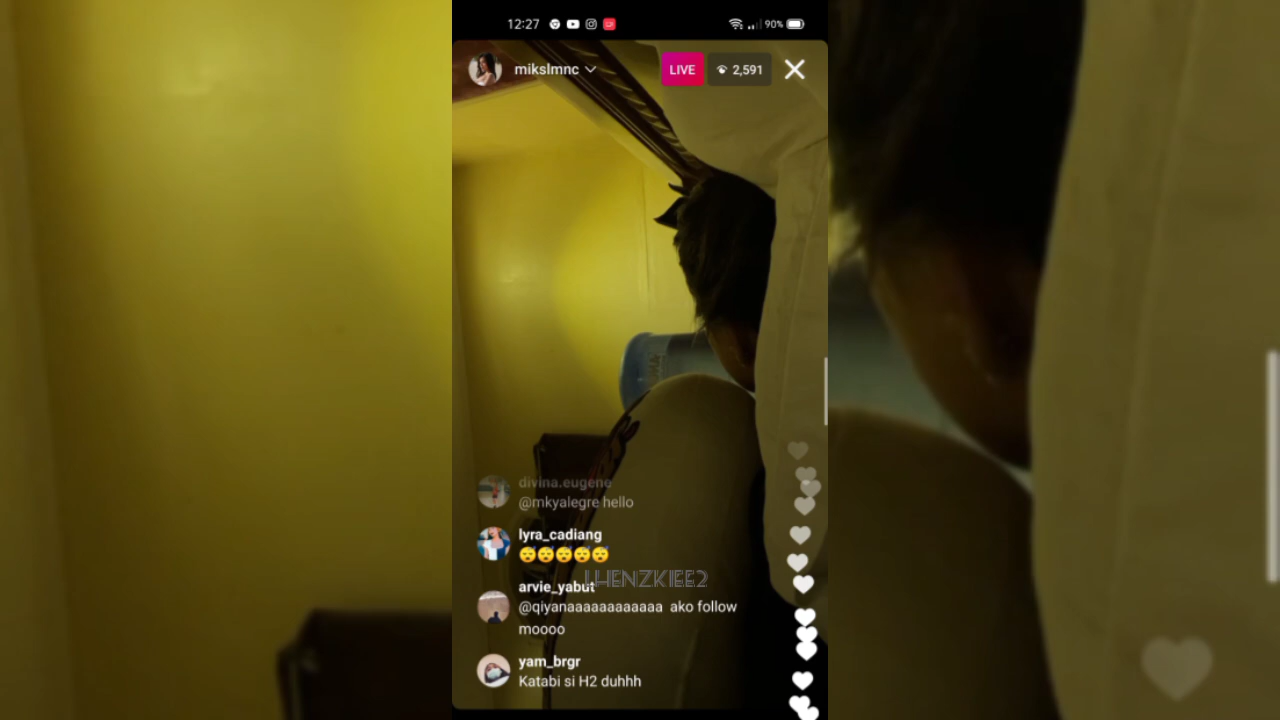 12:27
90%
mikslmnc
LIVE
2,591
divina.eugene
@mkyalegre hello
lyra_cadiang
😴😴😴😴😴
LHENZKIEE2
arvie_yabut
@qiyanaaaaaaaaaaaa ako follow
moooo
yam_brgr
Katabi si H2 duhhh